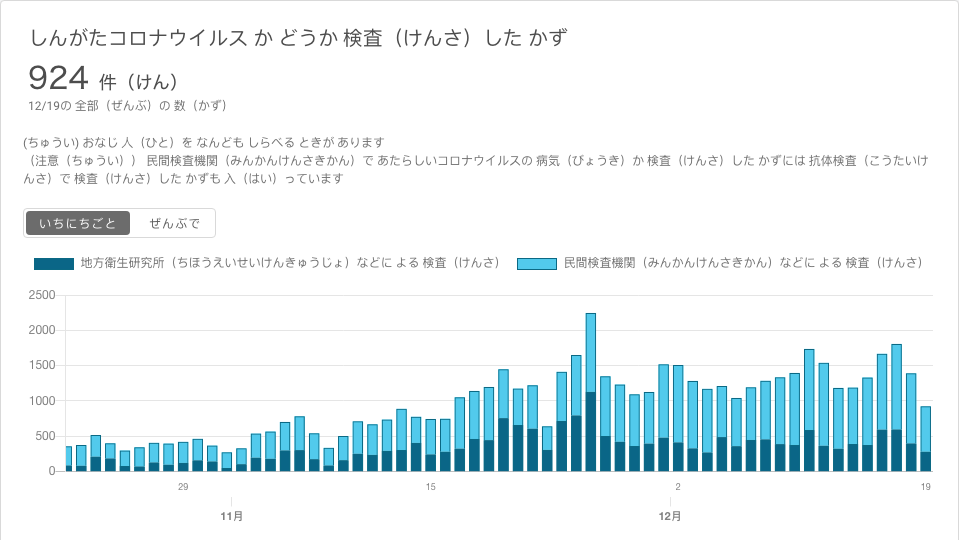 しんがたコロナウイルス か どうか 検査（けんさ）した かず
924 件（けん）
12/19の 全部（ぜんぶ）の 数（かず）
(ちゅうい) おなじ 人（ひと）を なんども しらべる ときが あります
（注意（ちゅうい）） 民間検査機関（みんかんけんさきかん）で あたらしいコロナウイルスの 病気（びょうき）か 検査（けんさ）した かずには 抗体検査（こうたいけ
んさ）で 検査（けんさ）した かずも 入（はい）っています
いちにちごと ぜんぶで
地方衛生研究所（ちほうえいせいけんきゅうじょ）などに よる 検査（けんさ） 民間検査機関（みんかんけんさきかん）などに よる 検査（けんさ）
2500
2000
1500
1000
500
0
29 15 2 19
11月 12月